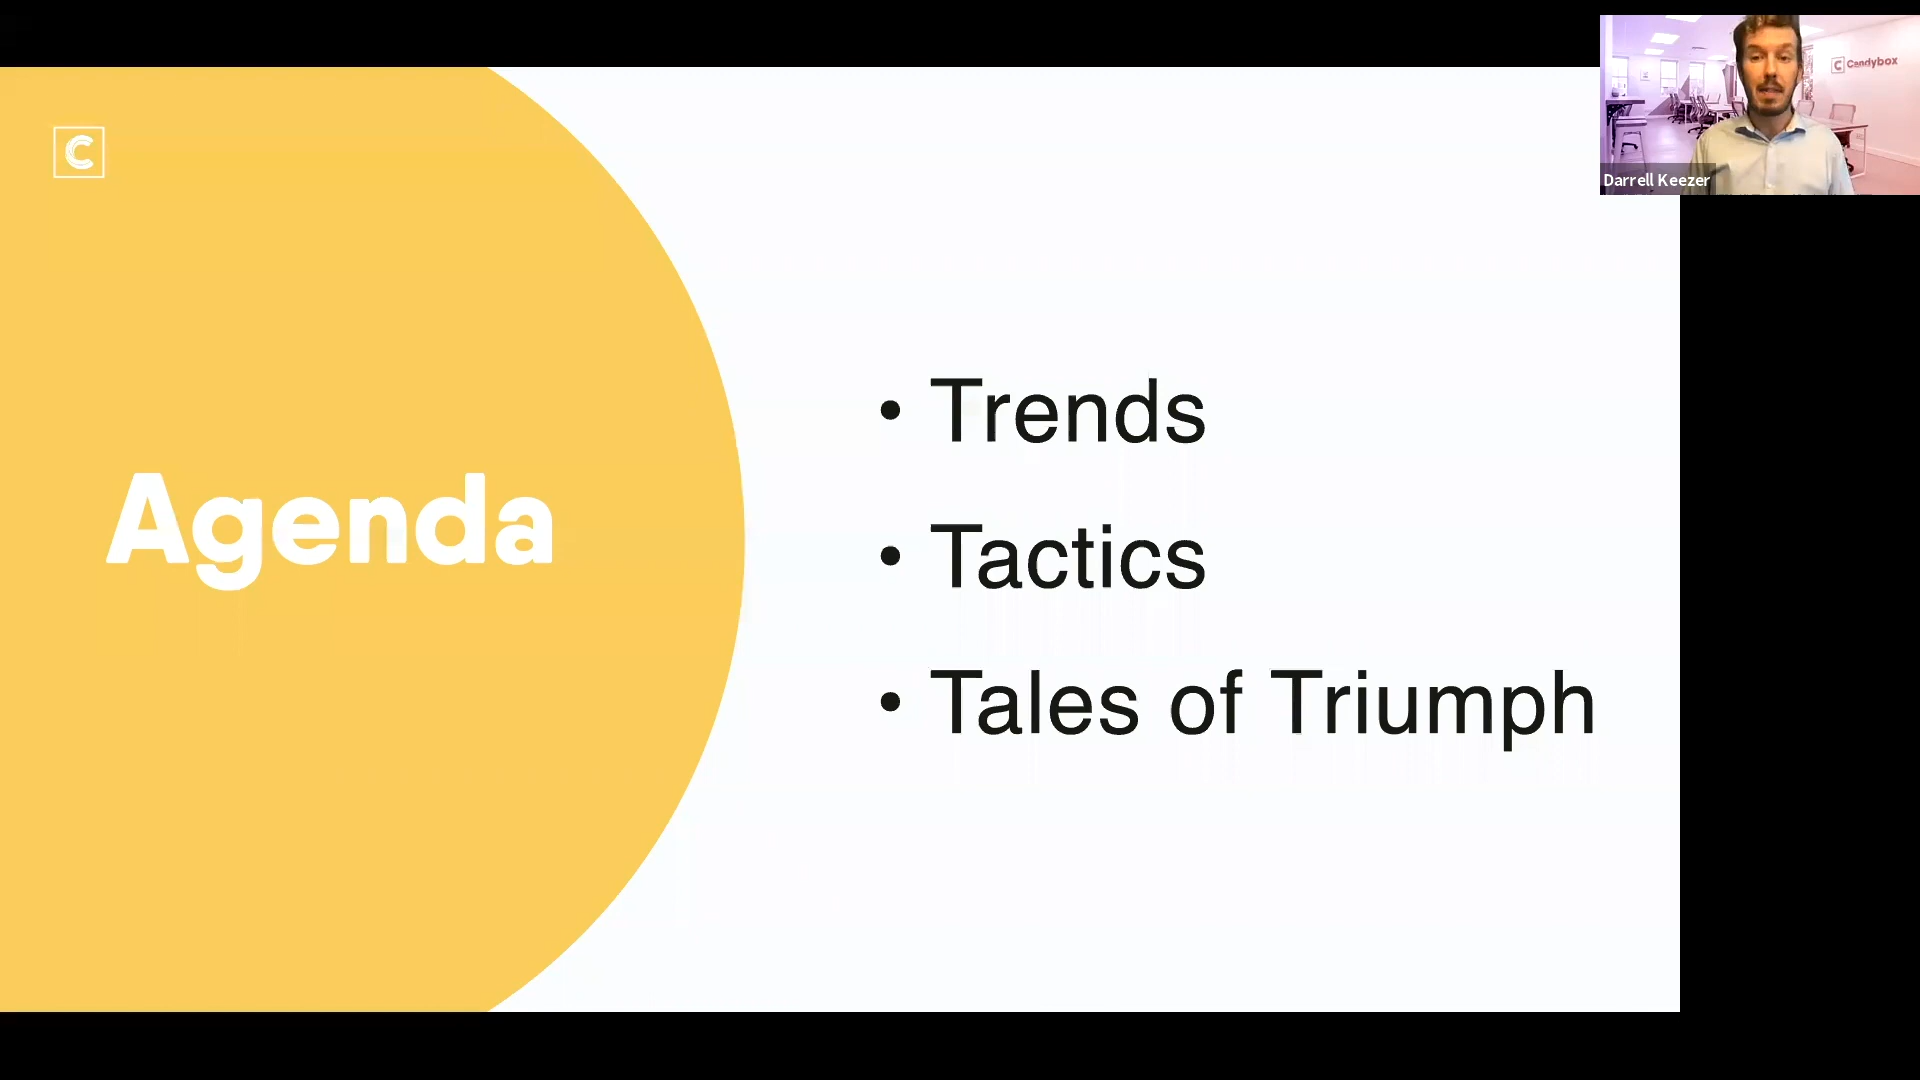 C
Agenda
• Trends
• Tactics
• Tales of Triumph
C Candybox
Darrell Keezer